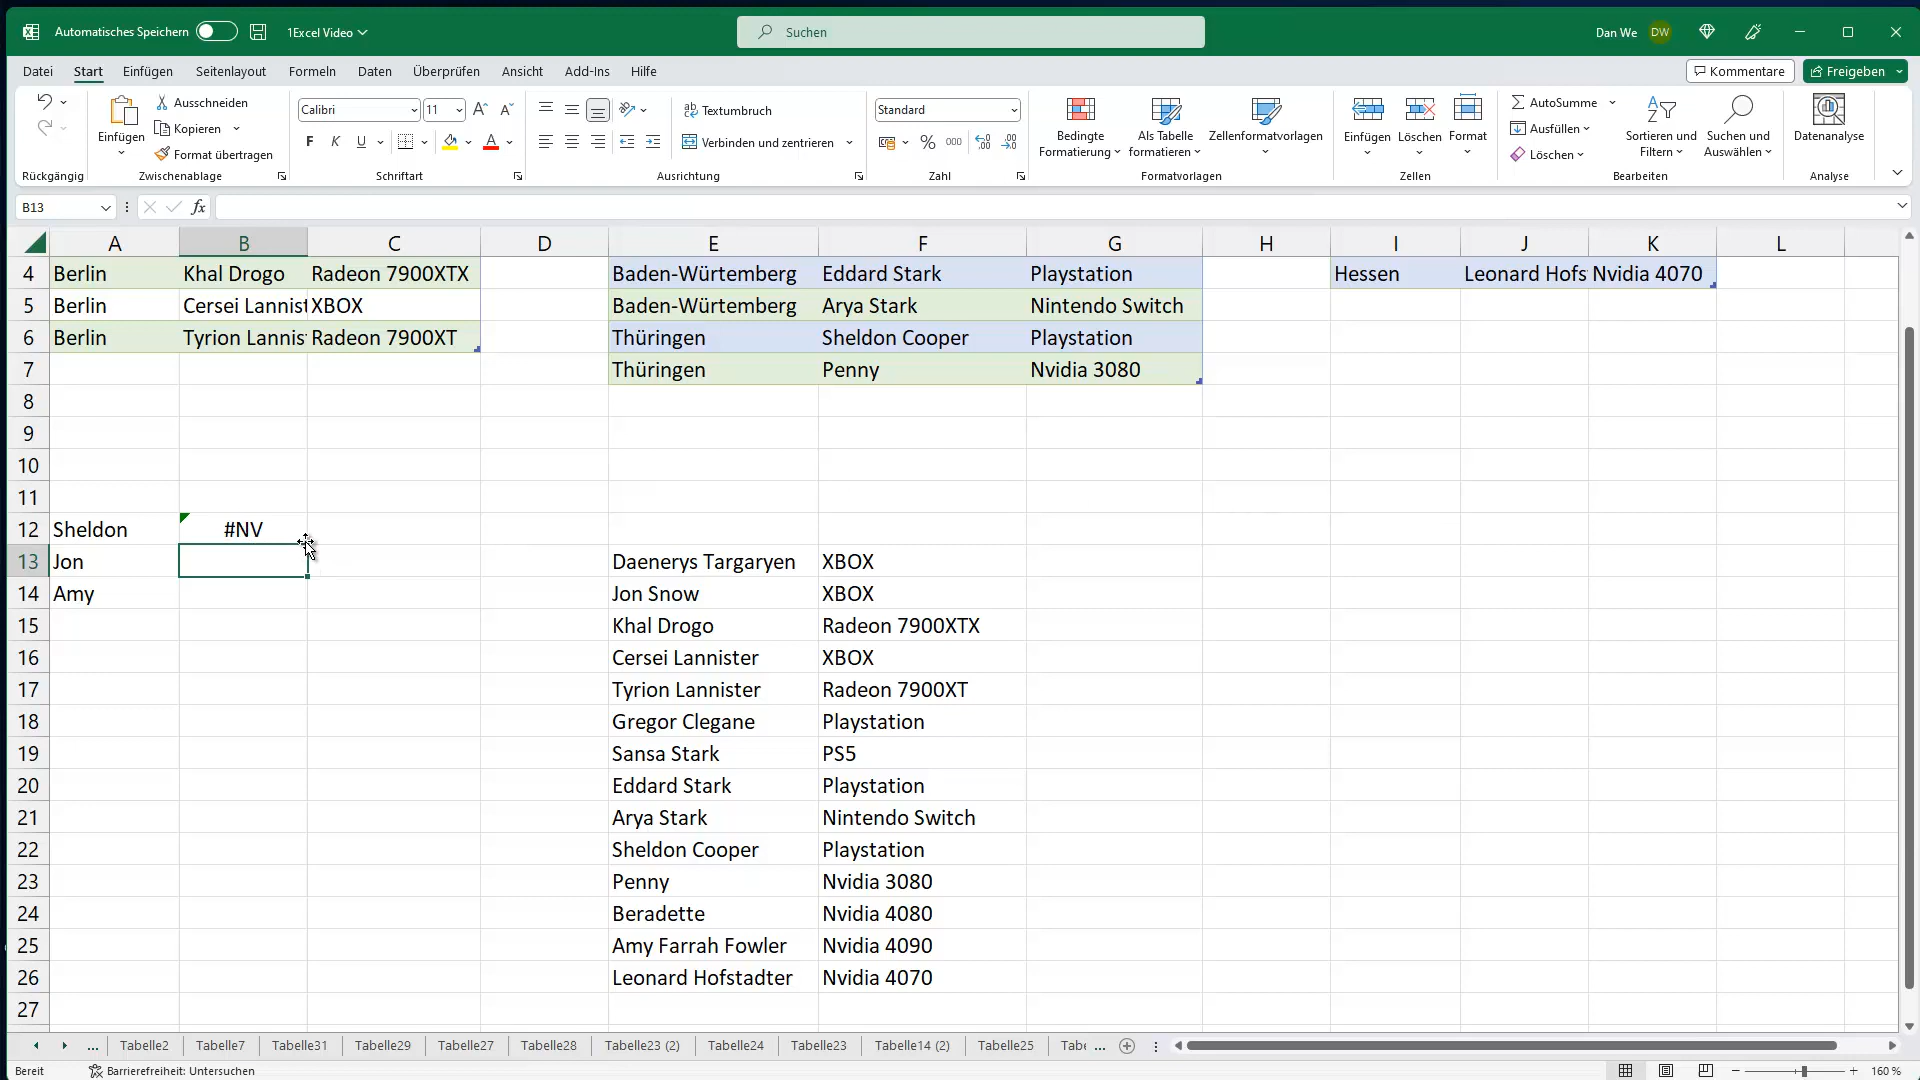 Automatisches Speichern 1Excel Video Suchen Dan We DW
Datei Start Einfügen Seitenlayout Formeln Daten Überprüfen Ansicht Add-Ins Hilfe Kommentare Freigeben
Einfügen Ausschneiden Kopieren Format übertragen
Calibri 11 F K U
Textumbruch Verbinden und zentrieren
Standard % 000
Bedingte Formatierung Als Tabelle formatieren Zellenformatvorlagen
Einfügen Löschen Format
AutoSumme Ausfüllen Löschen Sortieren und Filtern Suchen und Auswählen Datenanalyse
Rückgängig Zwischenablage Schriftart Ausrichtung Zahl Formatvorlagen Zellen Bearbeiten Analyse
B13 fx
A B C D E F G H I J K L
4 Berlin Khal Drogo Radeon 7900XTX Baden-Würtemberg Eddard Stark Playstation Hessen Leonard Hofs Nvidia 4070
5 Berlin Cersei Lannist XBOX Baden-Würtemberg Arya Stark Nintendo Switch
6 Berlin Tyrion Lannis Radeon 7900XT Thüringen Sheldon Cooper Playstation
7 Thüringen Penny Nvidia 3080
8
9
10
11
12 Sheldon #NV
13 Jon Daenerys Targaryen XBOX
14 Amy Jon Snow XBOX
15 Khal Drogo Radeon 7900XTX
16 Cersei Lannister XBOX
17 Tyrion Lannister Radeon 7900XT
18 Gregor Clegane Playstation
19 Sansa Stark PS5
20 Eddard Stark Playstation
21 Arya Stark Nintendo Switch
22 Sheldon Cooper Playstation
23 Penny Nvidia 3080
24 Beradette Nvidia 4080
25 Amy Farrah Fowler Nvidia 4090
26 Leonard Hofstadter Nvidia 4070
27
... Tabelle2 Tabelle7 Tabelle31 Tabelle29 Tabelle27 Tabelle28 Tabelle23 (2) Tabelle24 Tabelle23 Tabelle14 (2) Tabelle25 Tabe ...
Bereit Barrierefreiheit: Untersuchen 160 %